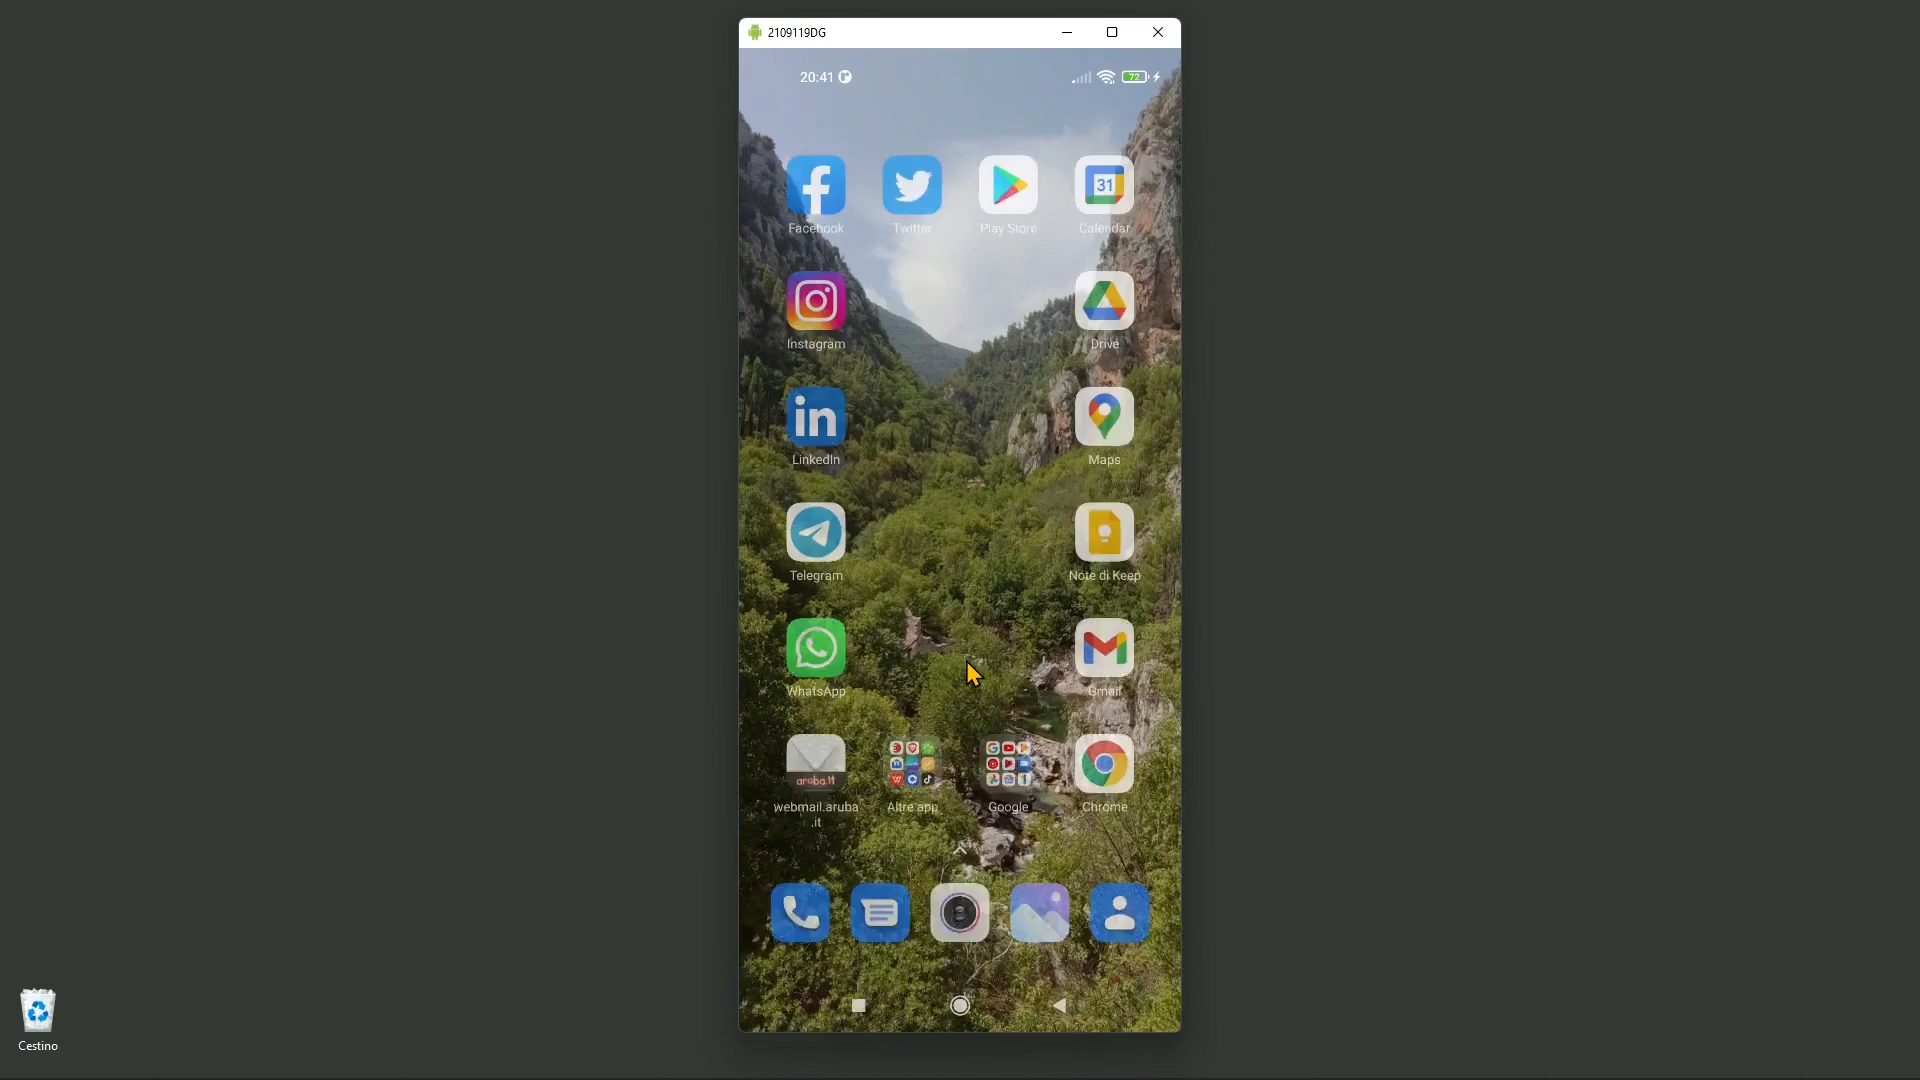 2109119DG
20:41
72
Facebook
Twitter
Play Store
31
Calendar
Instagram
Drive
in
LinkedIn
Maps
Telegram
Note di Keep
WhatsApp
Gmail
aruba.it
webmail.aruba
.it
Altre app
Google
Chrome
Cestino